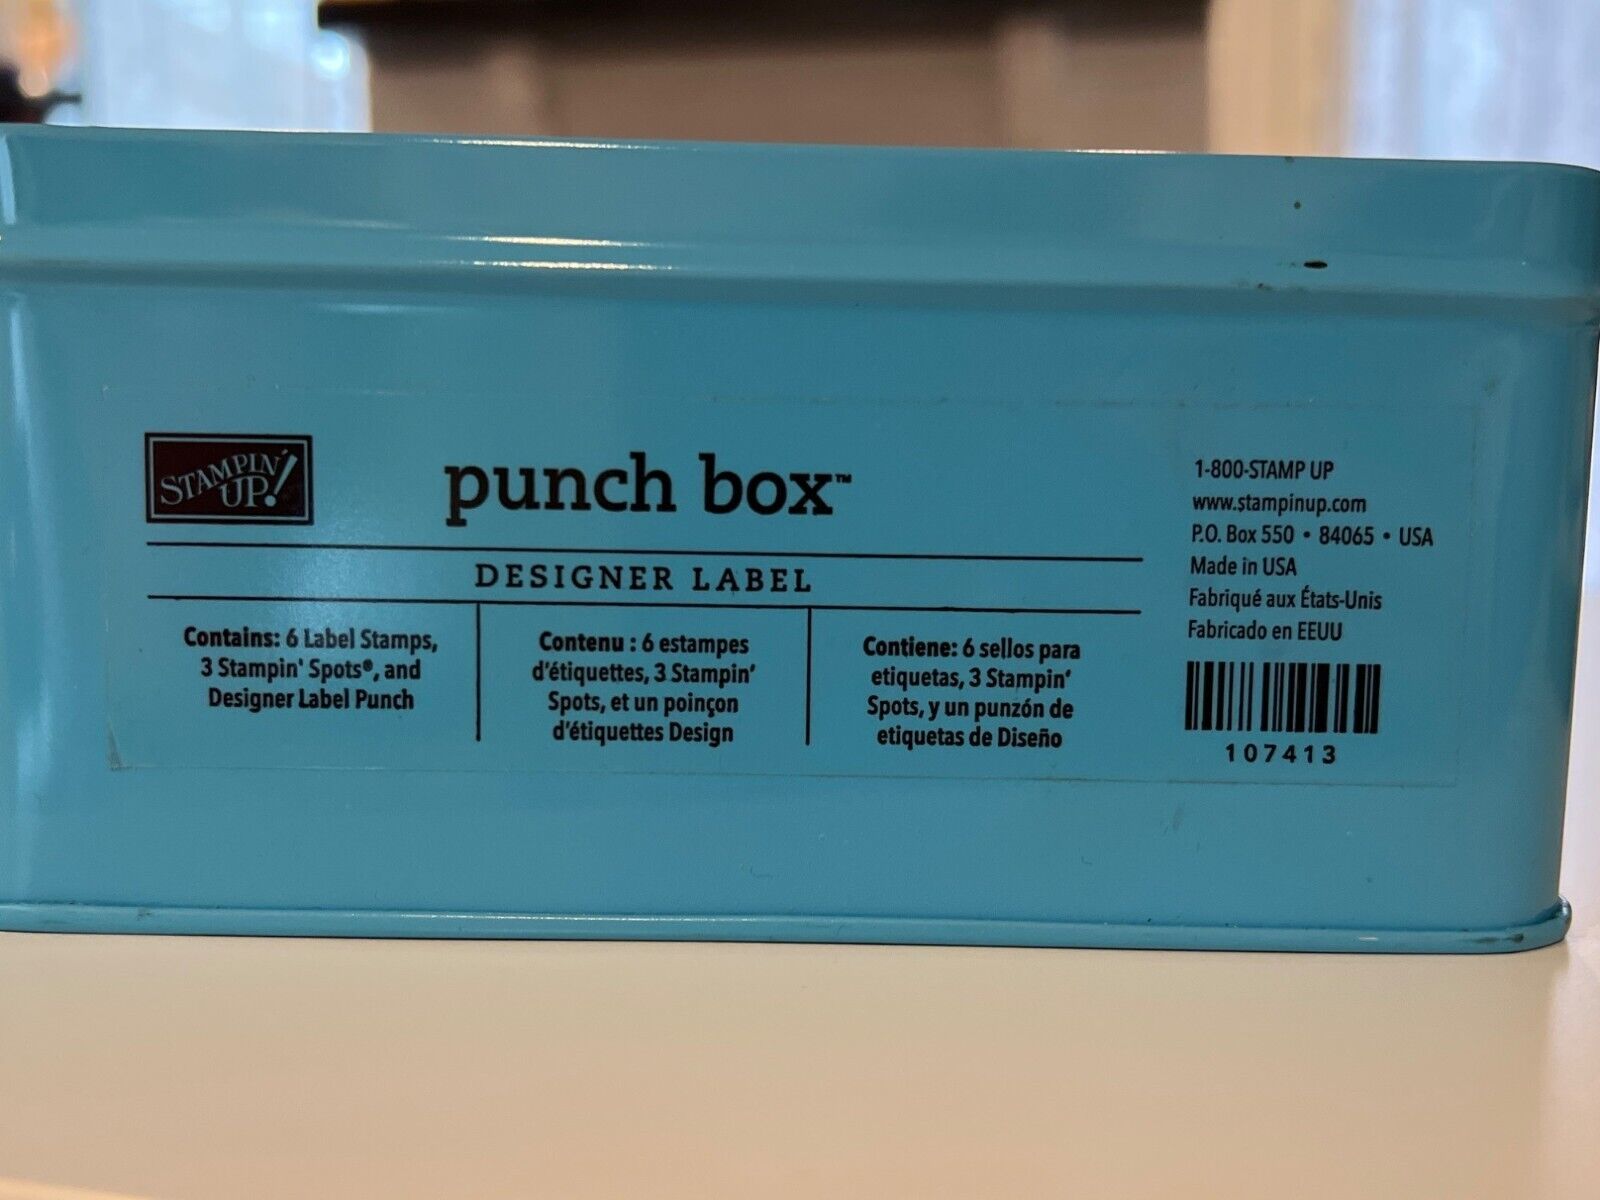 STAMPIN' UP!
punch box™
DESIGNER LABEL
Contains: 6 Label Stamps,
3 Stampin' Spots®, and
Designer Label Punch
Contenu : 6 estampes
d'étiquettes, 3 Stampin'
Spots, et un poinçon
d'étiquettes Design
Contiene: 6 sellos para
etiquetas, 3 Stampin'
Spots, y un punzón de
etiquetas de Diseño
1-800-STAMP UP
www.stampinup.com
P.O. Box 550 • 84065 • USA
Made in USA
Fabriqué aux États-Unis
Fabricado en EEUU
107413